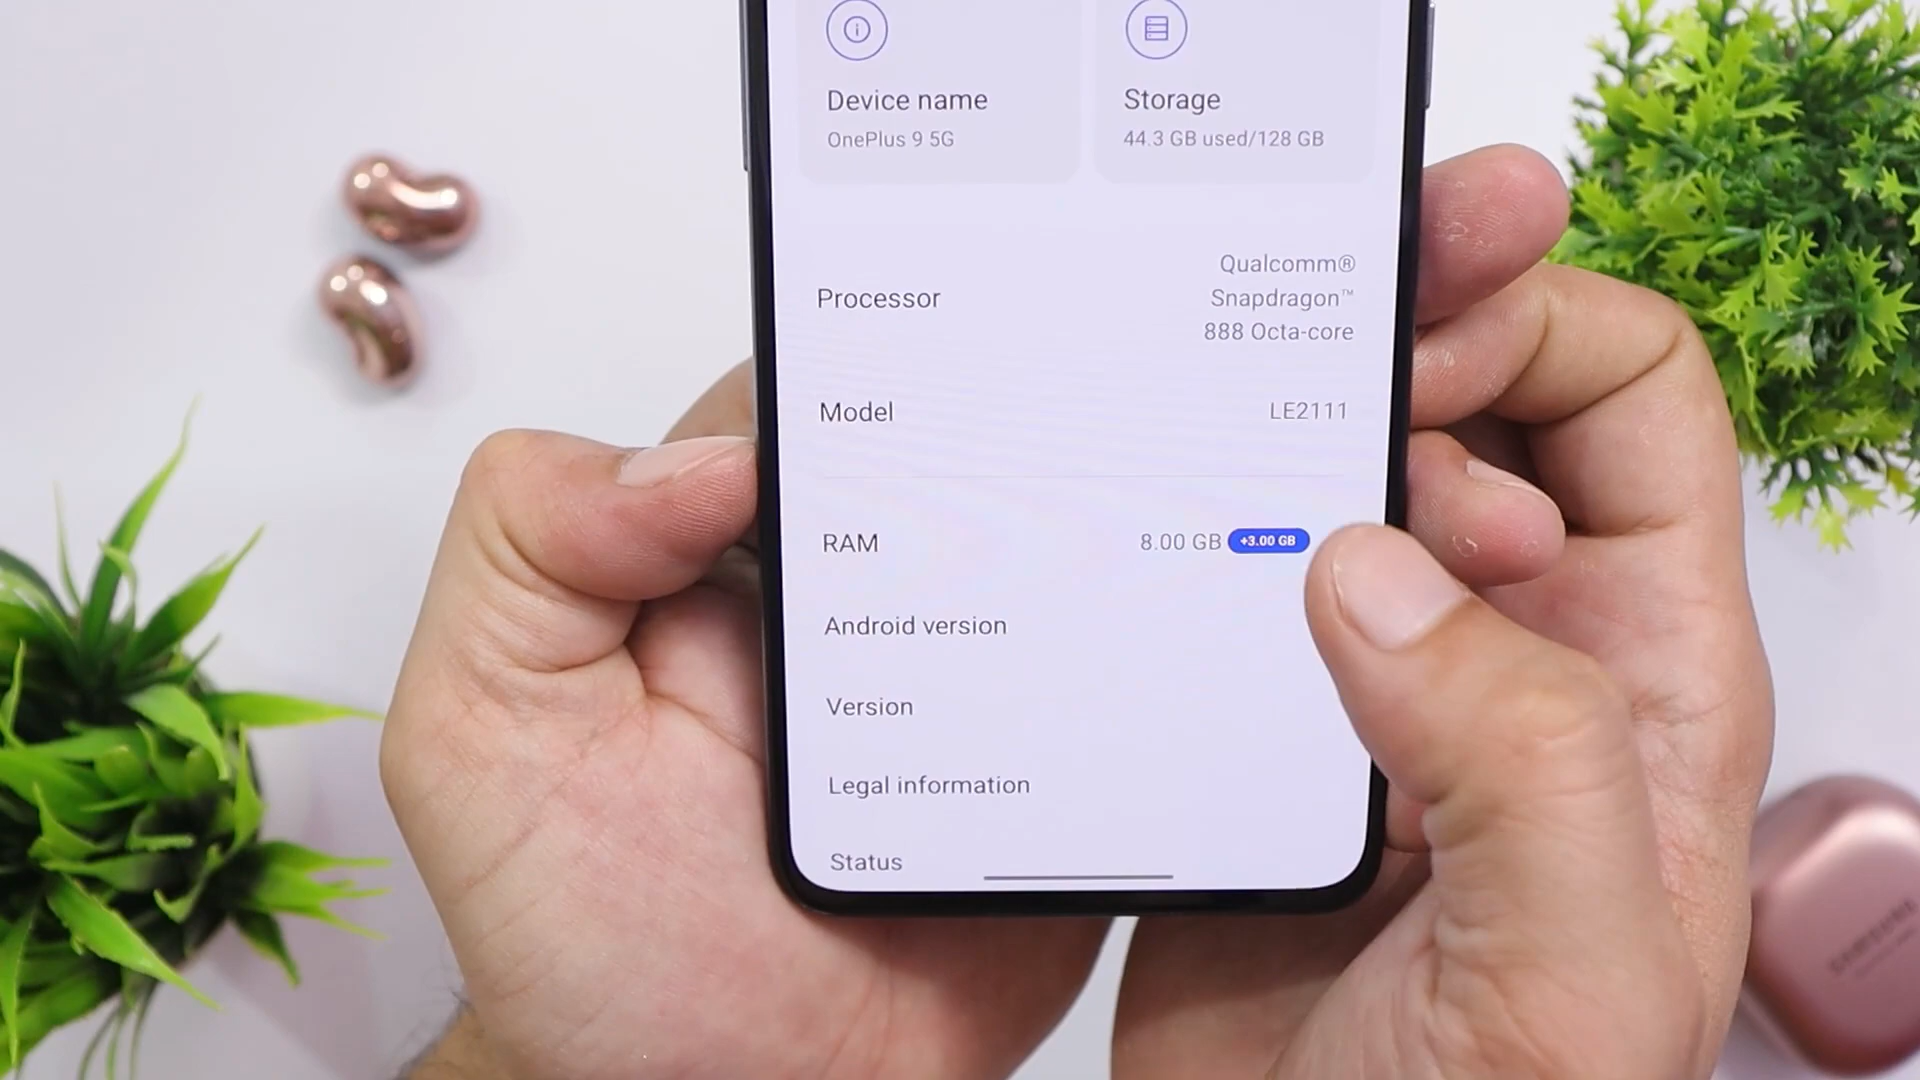 Device name
OnePlus 9 5G
Storage
44.3 GB used/128 GB
Processor
Qualcomm®
Snapdragon™
888 Octa-core
Model
LE2111
RAM
8.00 GB +3.00 GB
Android version
Version
Legal information
Status
SAMSUNG